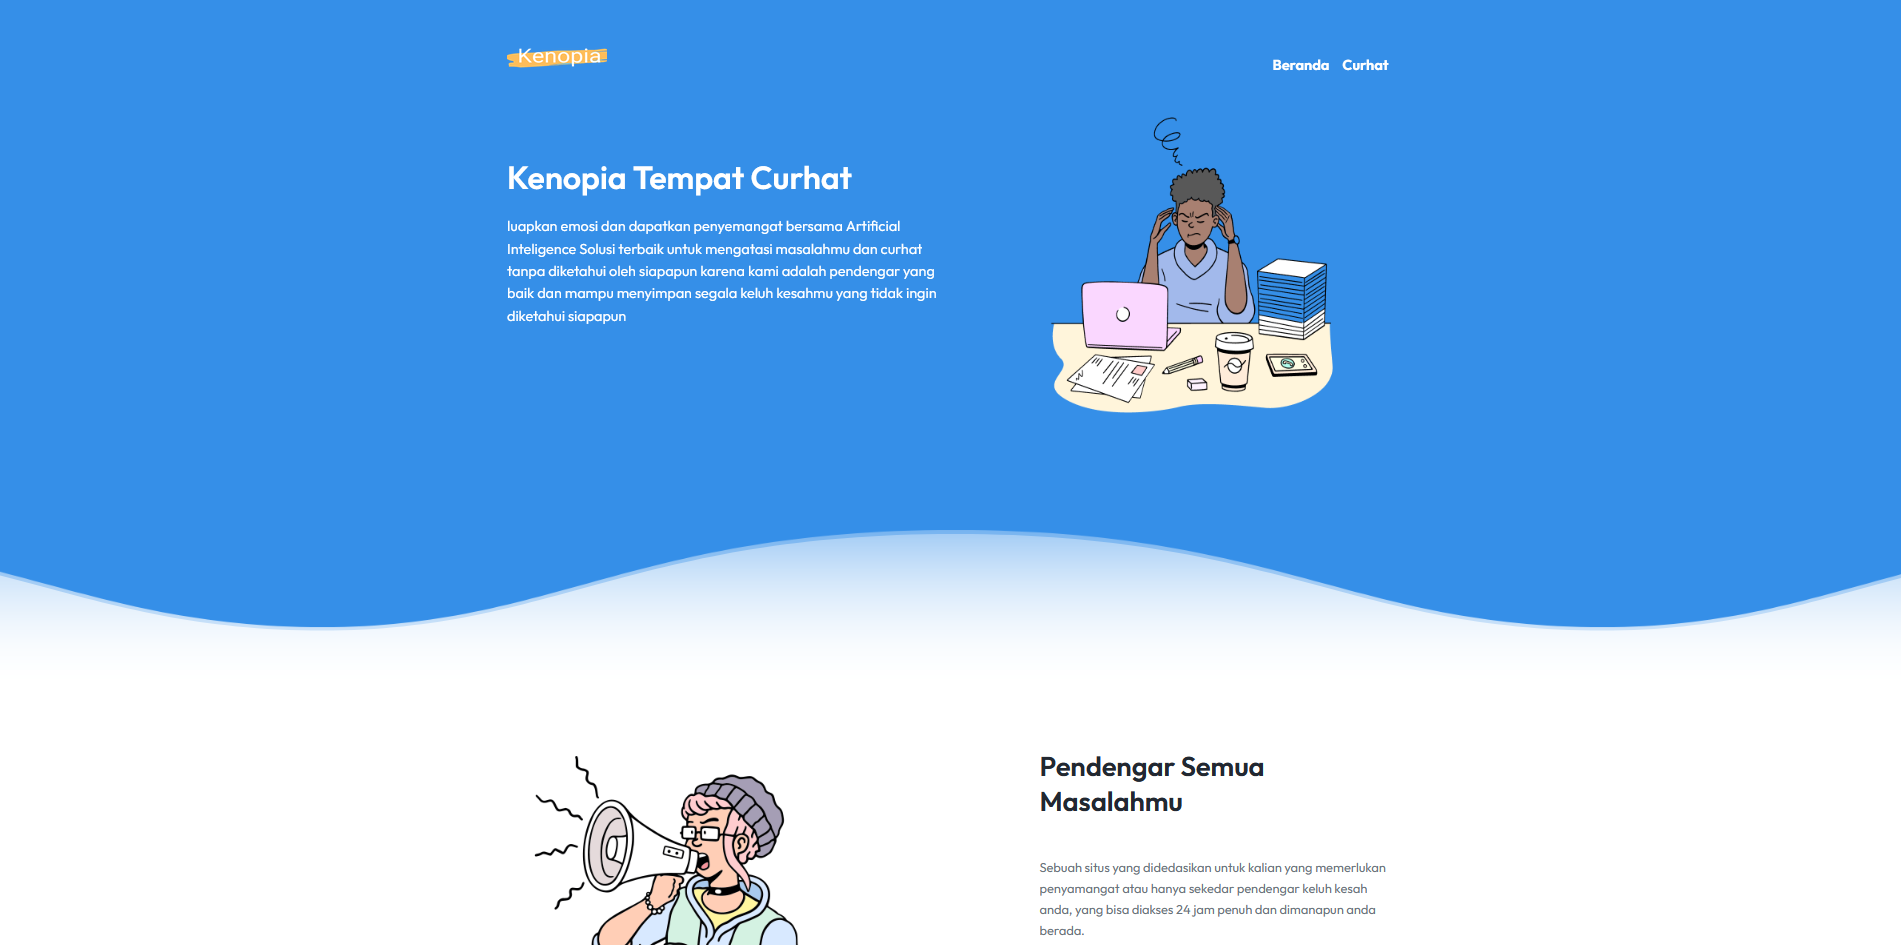 Kenopia
Beranda Curhat
Kenopia Tempat Curhat
luapkan emosi dan dapatkan penyemangat bersama Artificial
Inteligence Solusi terbaik untuk mengatasi masalahmu dan curhat
tanpa diketahui oleh siapapun karena kami adalah pendengar yang
baik dan mampu menyimpan segala keluh kesahmu yang tidak ingin
diketahui siapapun
Pendengar Semua
Masalahmu
Sebuah situs yang didedasikan untuk kalian yang memerlukan
penyamangat atau hanya sekedar pendengar keluh kesah
anda, yang bisa diakses 24 jam penuh dan dimanapun anda
berada.